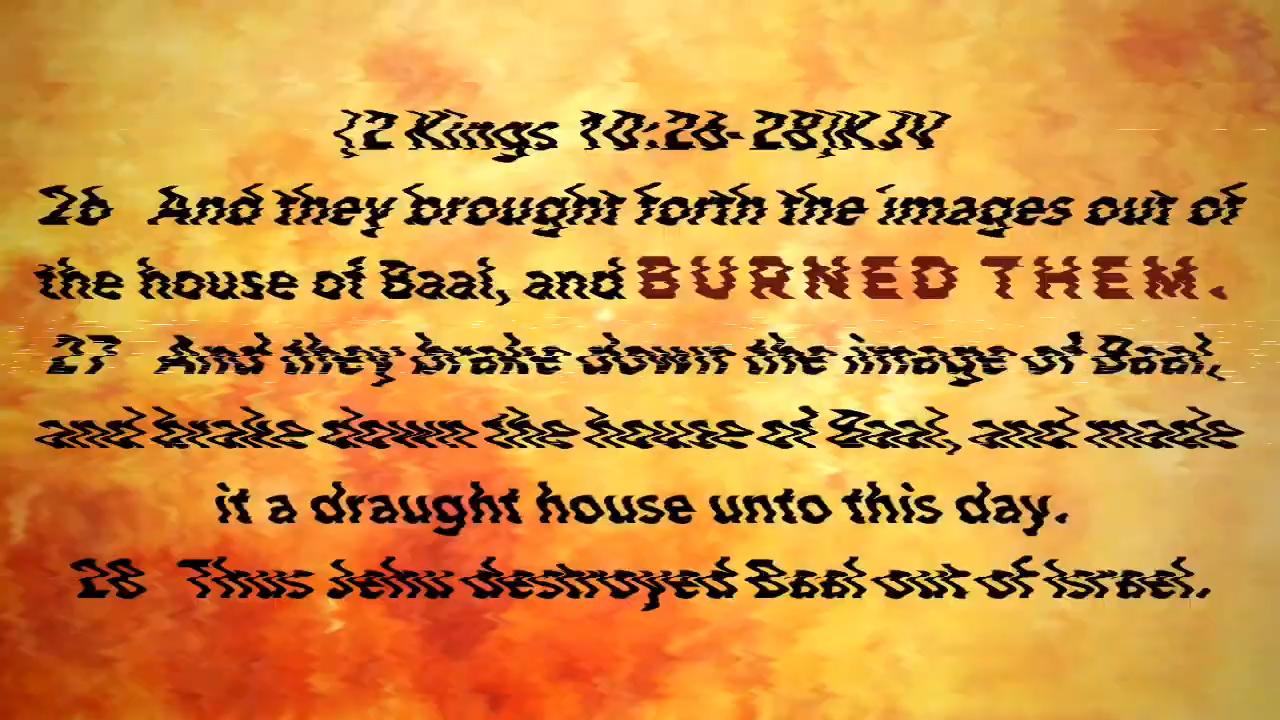 {2 Kings 10:26-28}KJV
26 And they brought forth the images out of
the house of Baal, and BURNED THEM.
27 And they brake down the image of Baal,
and brake down the house of Baal, and made
it a draught house unto this day.
28 Thus Jehu destroyed Baal out of Israel.